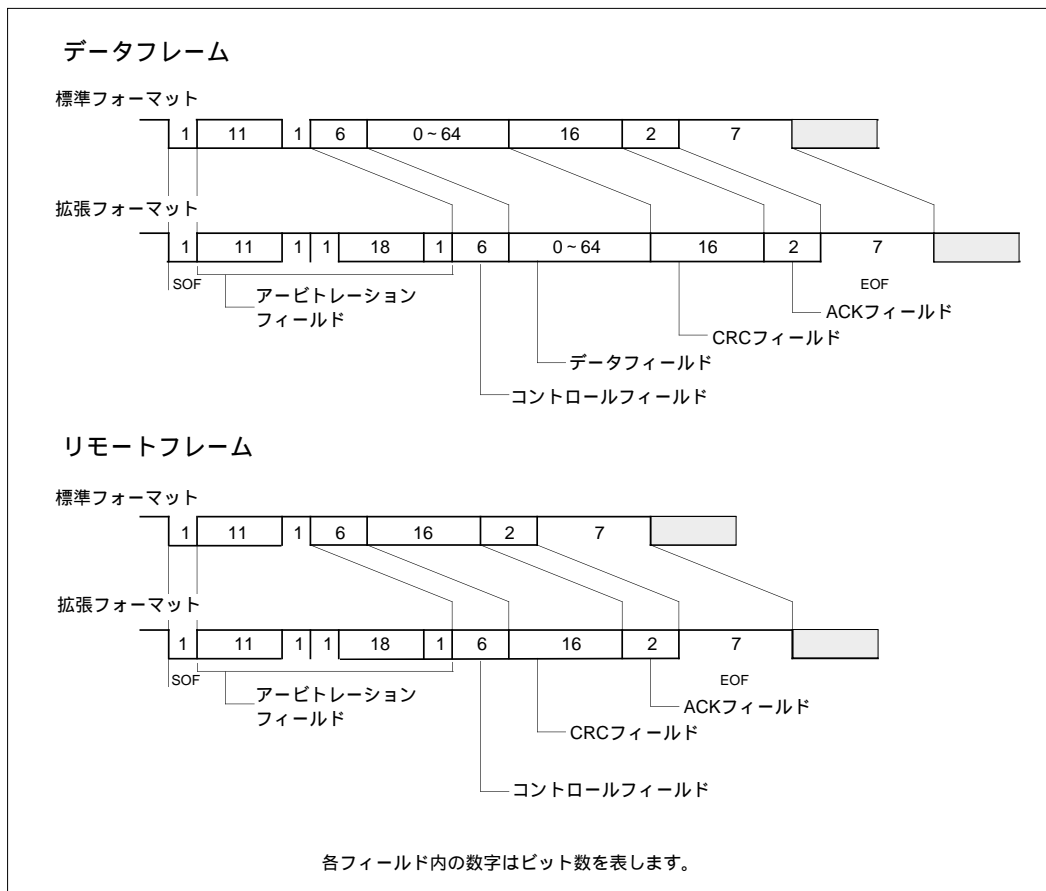 データフレーム
標準フォーマット
1 11 1 6 0~64 16 2 7
拡張フォーマット
1 11 1 1 18 1 6 0~64 16 2 7
SOF
EOF
アービトレーション
フィールド
ACKフィールド
CRCフィールド
データフィールド
コントロールフィールド
リモートフレーム
標準フォーマット
1 11 1 6 16 2 7
拡張フォーマット
1 11 1 1 18 1 6 16 2 7
SOF
EOF
アービトレーション
フィールド
ACKフィールド
CRCフィールド
コントロールフィールド
各フィールド内の数字はビット数を表します。